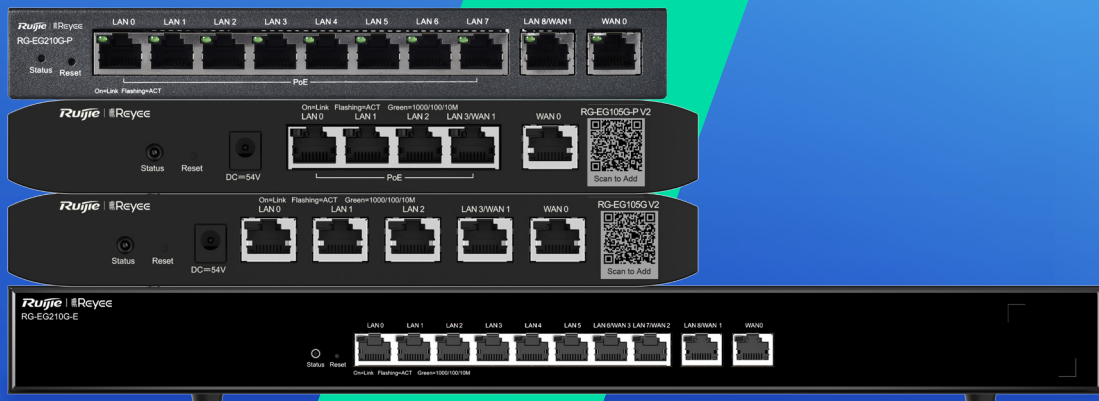 Ruijie | Reyee
RG-EG210G-P
LAN 0 LAN 1 LAN 2 LAN 3 LAN 4 LAN 5 LAN 6 LAN 7 LAN 8/WAN1 WAN 0
Status Reset
PoE
On=Link Flashing=ACT
Ruijie | Reyee
On=Link Flashing=ACT Green=1000/100/10M
LAN 0 LAN 1 LAN 2 LAN 3/WAN 1 WAN 0
RG-EG105G-P V2
Status Reset DC=54V
PoE
Scan to Add
Ruijie | Reyee
On=Link Flashing=ACT Green=1000/100/10M
LAN 0 LAN 1 LAN 2 LAN 3/WAN 1 WAN 0
RG-EG105G V2
Status Reset DC=54V
Scan to Add
Ruijie | Reyee
RG-EG210G-E
LAN 0 LAN 1 LAN 2 LAN 3 LAN 4 LAN 5 LAN 6/WAN 3 LAN 7/WAN 2 LAN 8/WAN 1 WAN0
Status Reset
On=Link Flashing=ACT Green=1000/100/10M